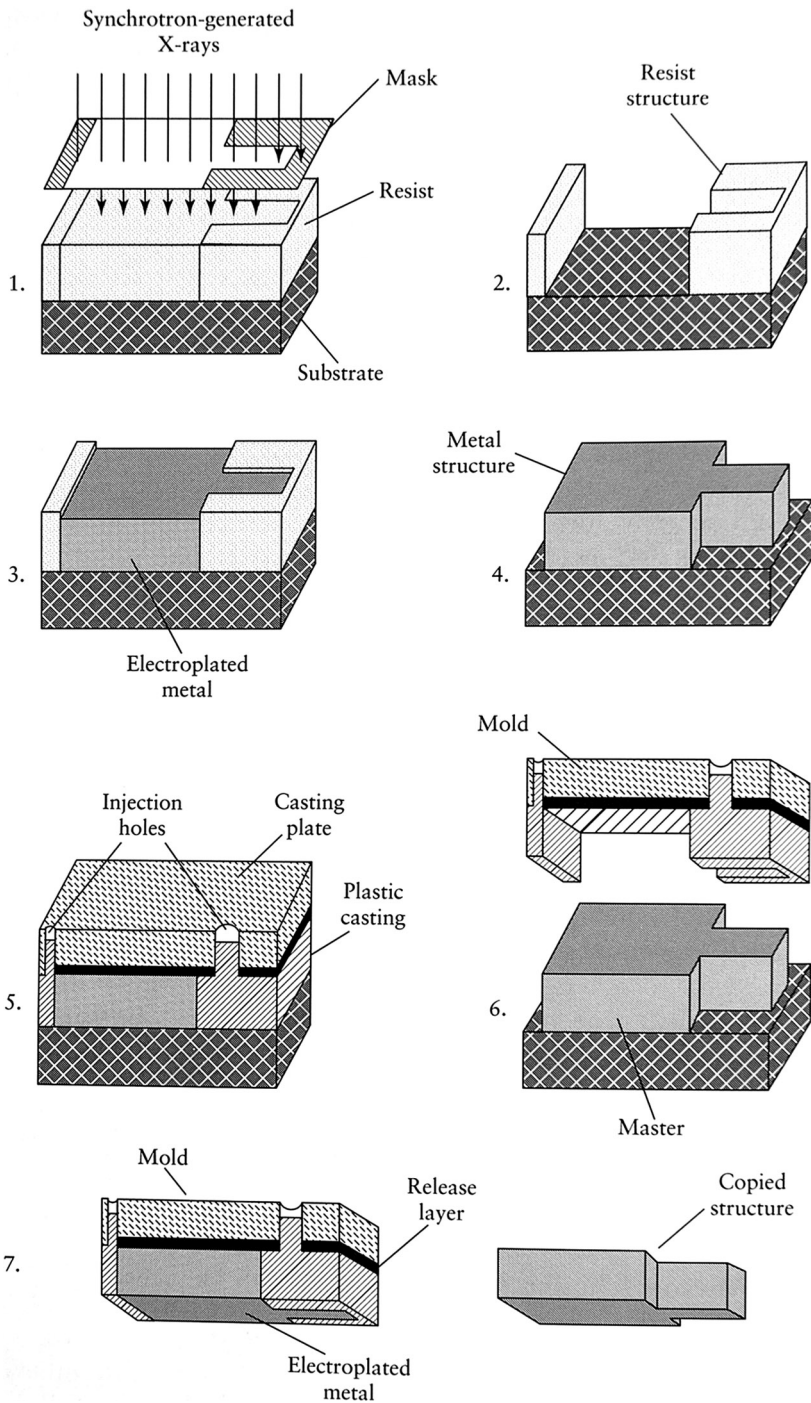 Synchrotron-generated
X-rays
Mask
Resist
1.
Substrate
Resist
structure
2.
3.
Electroplated
metal
Metal
structure
4.
Injection
holes
Casting
plate
Plastic
casting
5.
Mold
6.
Master
Mold
Release
layer
7.
Electroplated
metal
Copied
structure